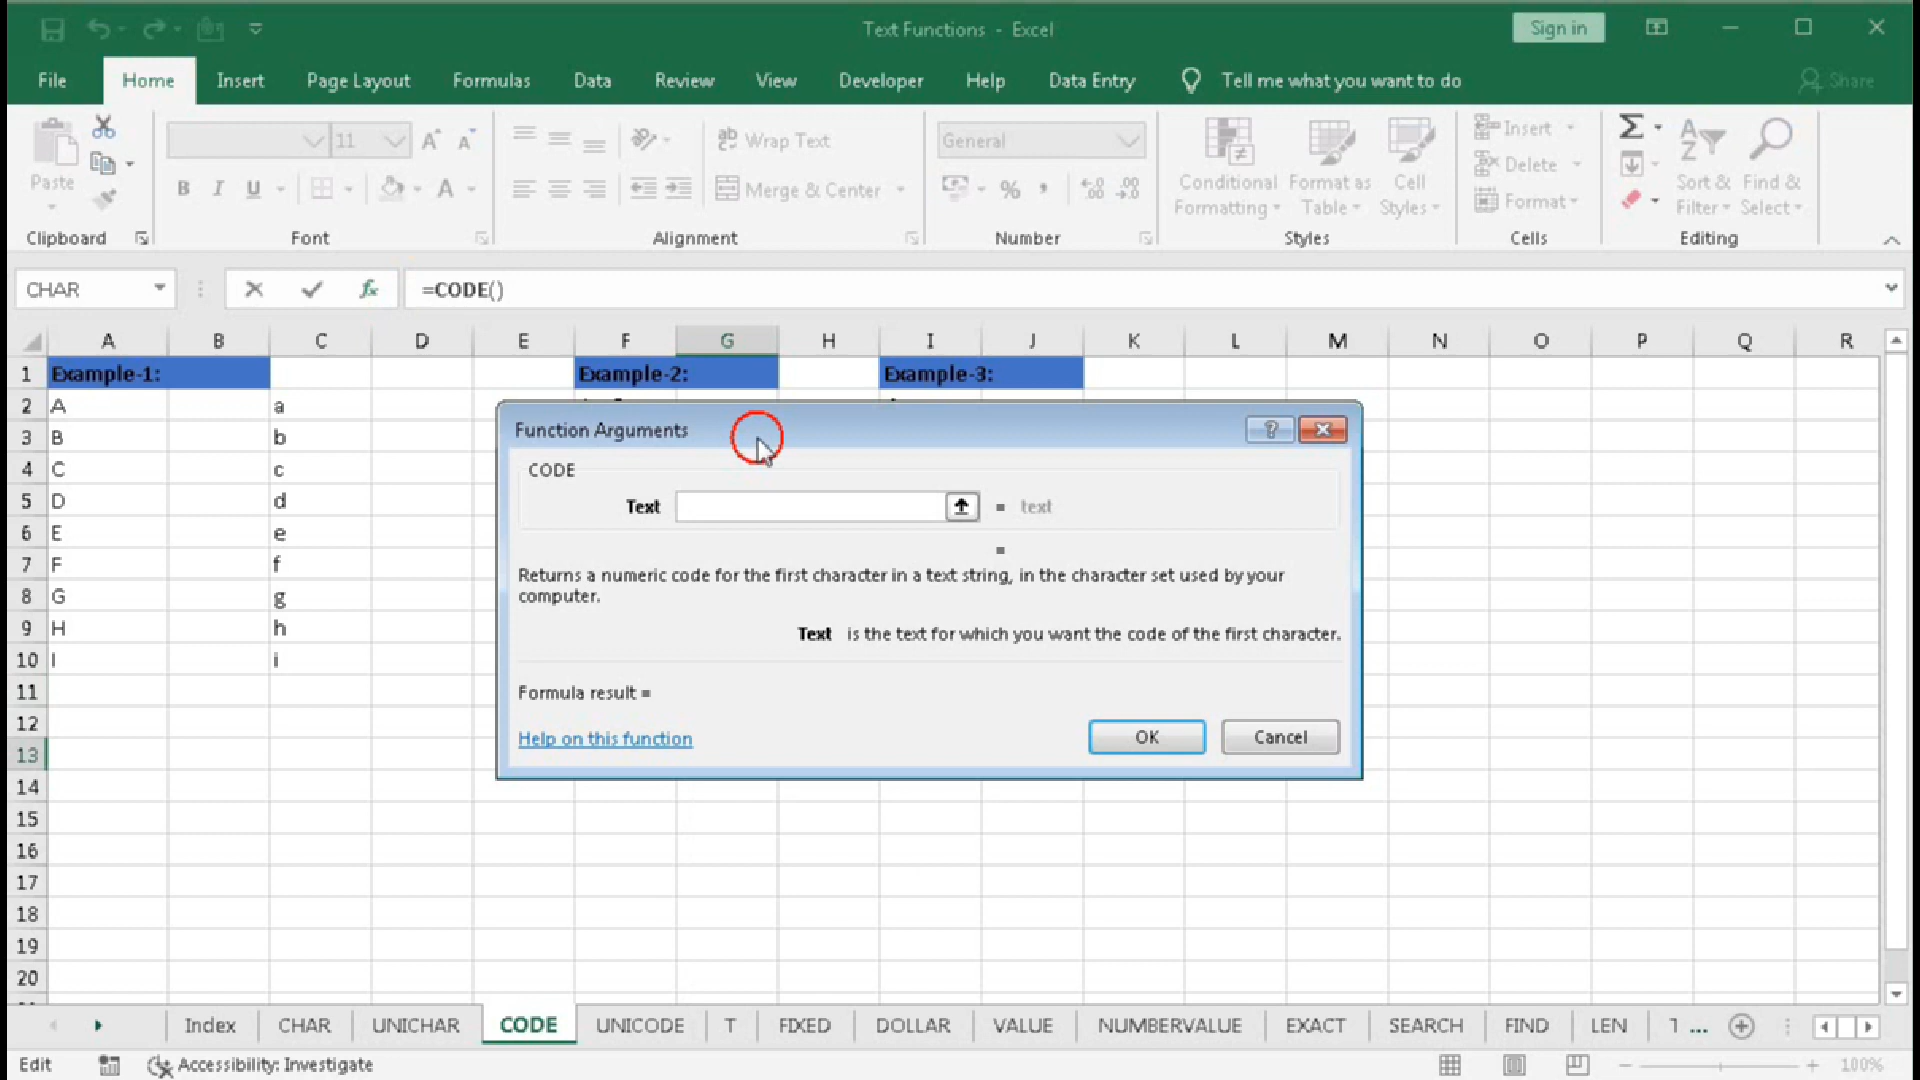 Text Functions - Excel
Sign in
File Home Insert Page Layout Formulas Data Review View Developer Help Data Entry Tell me what you want to do Share
11 Wrap Text General Insert
Paste B I U A Merge & Center % Conditional Formatting Format as Table Cell Styles Delete Sort & Filter Find & Select
Format
Clipboard Font Alignment Number Styles Cells Editing
CHAR fx =CODE()
A B C D E F G H I J K L M N O P Q R
1 Example-1: Example-2: Example-3:
2 A a
3 B b
4 C c
5 D d
6 E e
7 F f
8 G g
9 H h
10 I i
11
12
13
14
15
16
17
18
19
20
Function Arguments ?
CODE
Text = text
=
Returns a numeric code for the first character in a text string, in the character set used by your
computer.
Text is the text for which you want the code of the first character.
Formula result =
Help on this function OK Cancel
Index CHAR UNICHAR CODE UNICODE T FIXED DOLLAR VALUE NUMBERVALUE EXACT SEARCH FIND LEN ...
Edit Accessibility: Investigate 100%